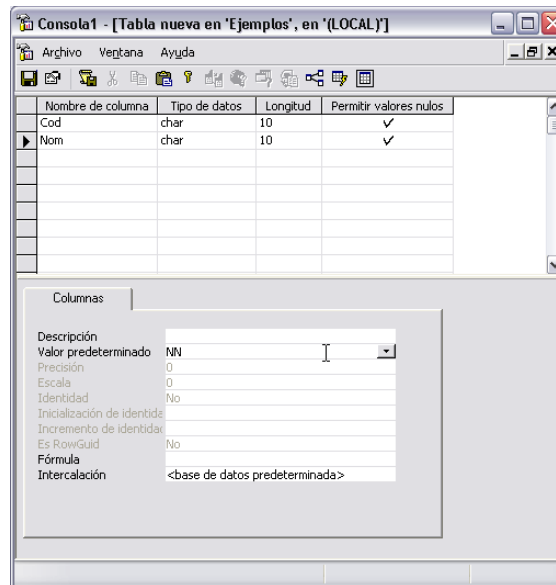 Consola1 - [Tabla nueva en 'Ejemplos', en '(LOCAL)']
Archivo Ventana Ayuda
Nombre de columna Tipo de datos Longitud Permitir valores nulos
Cod char 10
Nom char 10
Columnas
Descripción
Valor predeterminado NN
Precisión 0
Escala 0
Identidad No
Inicialización de identida
Incremento de identidad
Es RowGuid No
Fórmula
Intercalación <base de datos predeterminada>